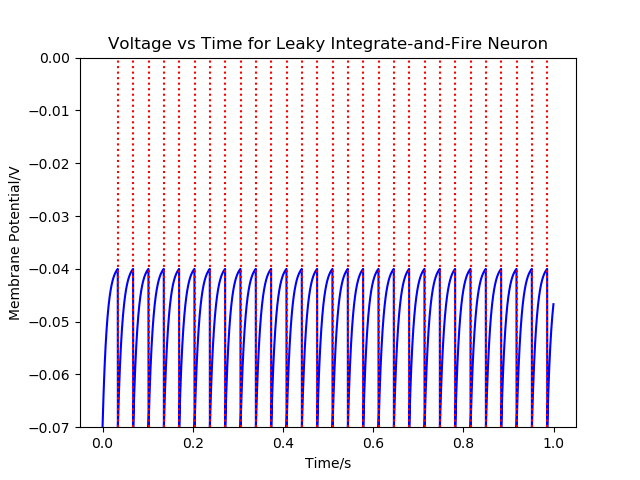 Voltage vs Time for Leaky Integrate-and-Fire Neuron
0.00
−0.01
−0.02
−0.03
−0.04
−0.05
−0.06
−0.07
Membrane Potential/V
0.0 0.2 0.4 0.6 0.8 1.0
Time/s